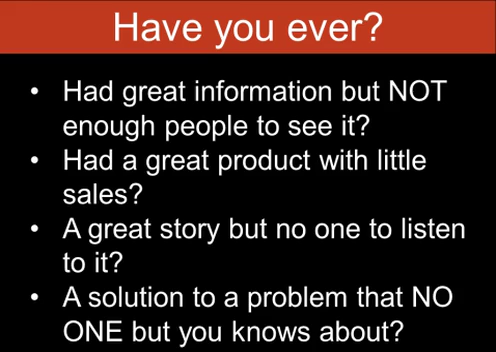 Have you ever?
• Had great information but NOT
enough people to see it?
• Had a great product with little
sales?
• A great story but no one to listen
to it?
• A solution to a problem that NO
ONE but you knows about?